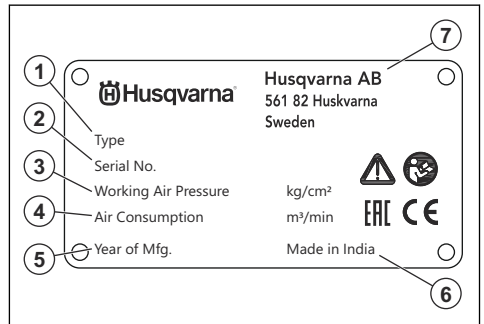 7
1
Husqvarna
Husqvarna AB
561 82 Huskvarna
Sweden
2
Type
Serial No.
3
Working Air Pressure kg/cm²
4
Air Consumption m³/min
EAC CE
5
Year of Mfg. Made in India
6